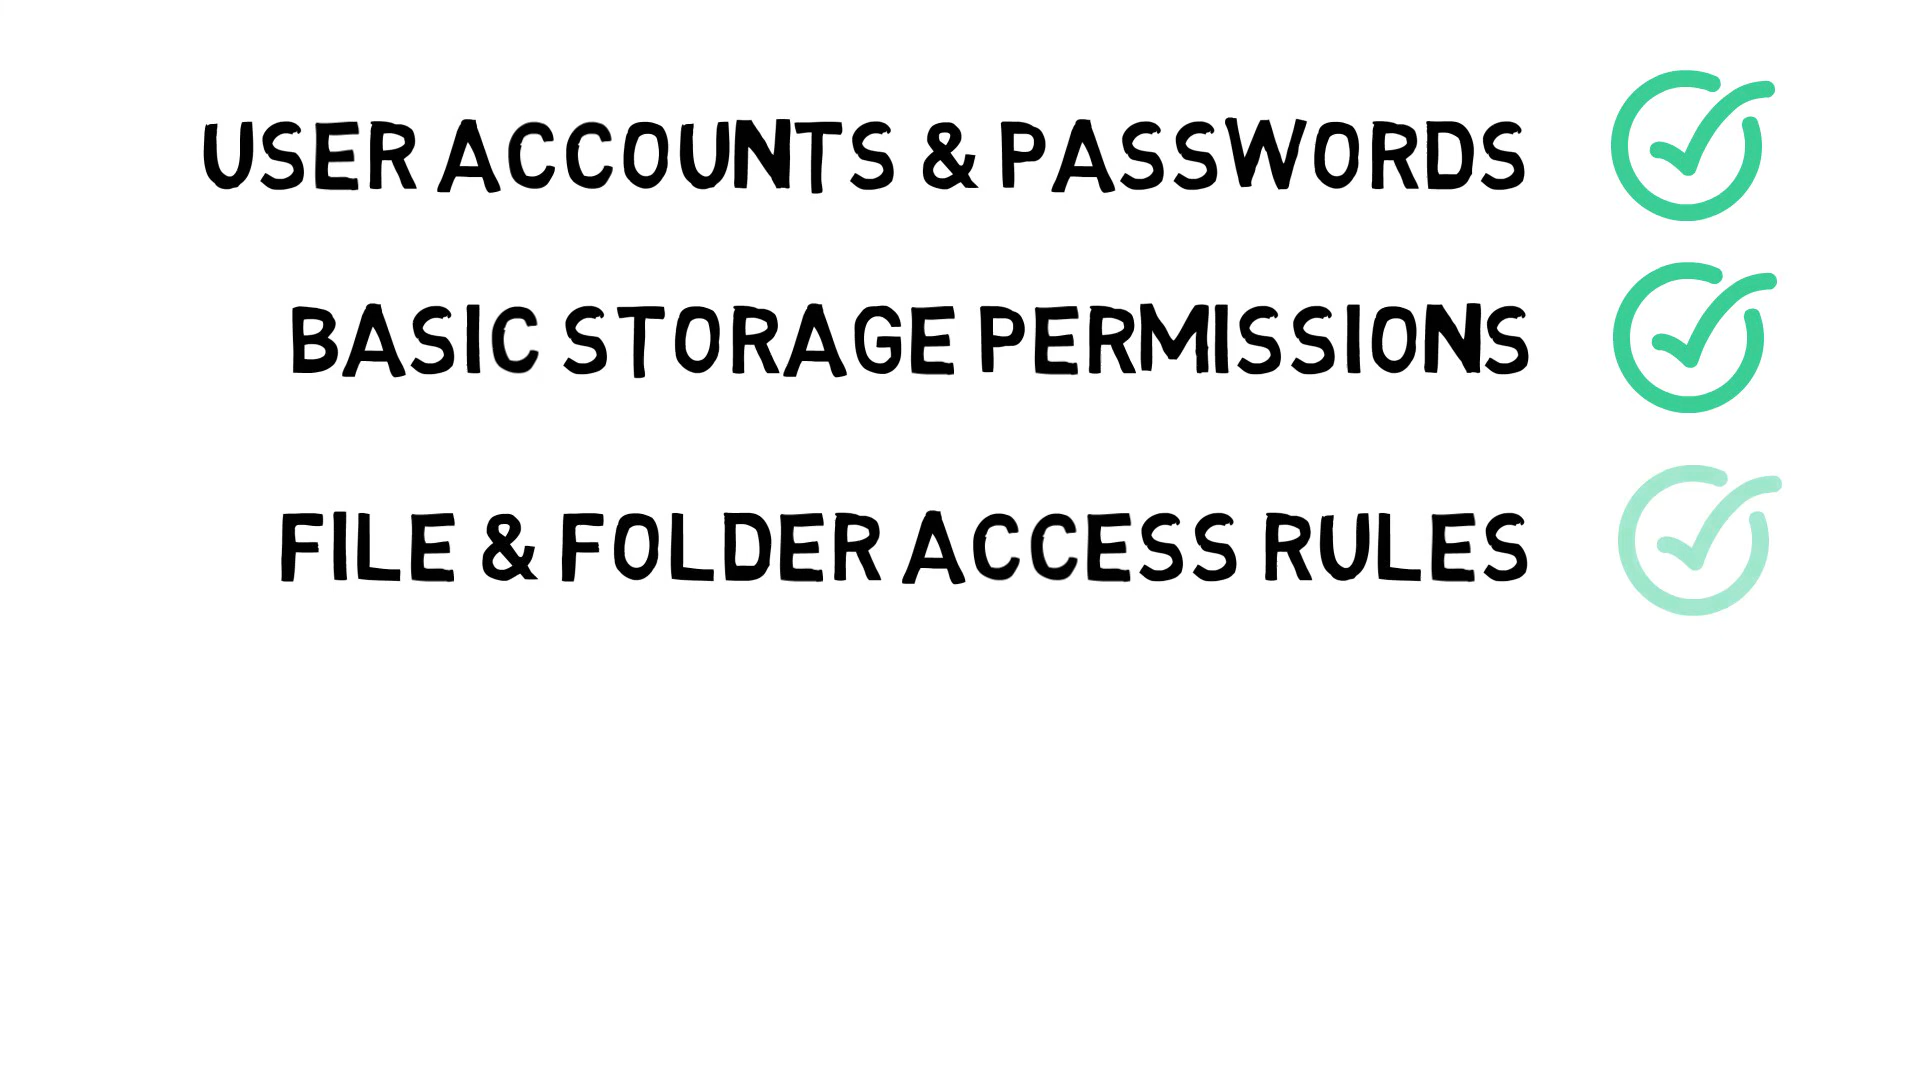 USER ACCOUNTS & PASSWORDS
BASIC STORAGE PERMISSIONS
FILE & FOLDER ACCESS RULES